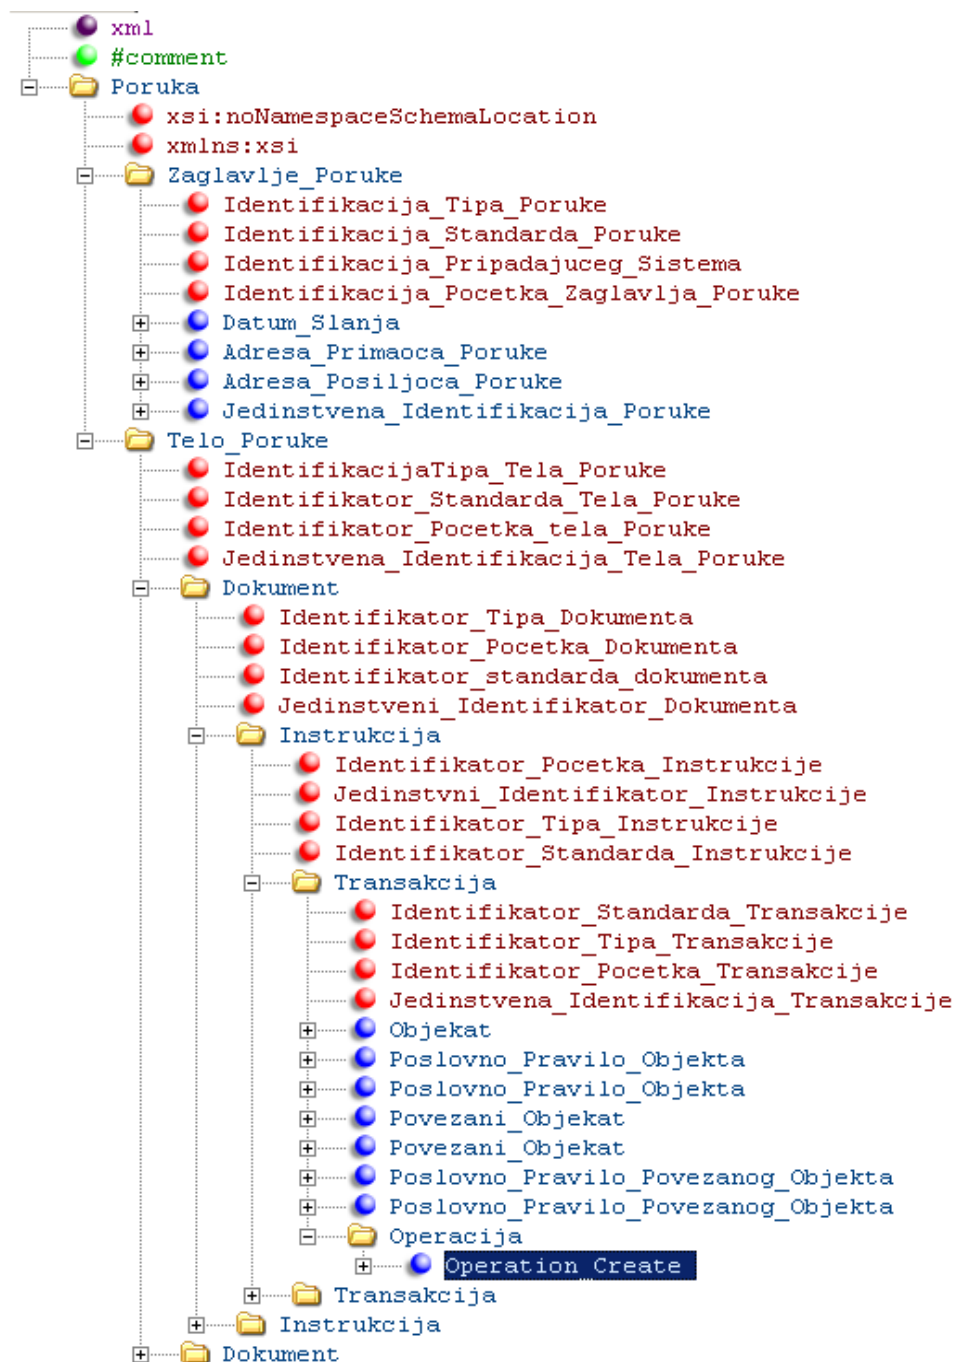 xml
#comment
Poruka
xsi:noNamespaceSchemaLocation
xmlns:xsi
Zaglavlje_Poruke
Identifikacija_Tipa_Poruke
Identifikacija_Standarda_Poruke
Identifikacija_Pripadajuceg_Sistema
Identifikacija_Pocetka_Zaglavlja_Poruke
Datum_Slanja
Adresa_Primaoca_Poruke
Adresa_Posiljoca_Poruke
Jedinstvena_Identifikacija_Poruke
Telo_Poruke
IdentifikacijaTipa_Tela_Poruke
Identifikator_Standarda_Tela_Poruke
Identifikator_Pocetka_tela_Poruke
Jedinstvena_Identifikacija_Tela_Poruke
Dokument
Identifikator_Tipa_Dokumenta
Identifikator_Pocetka_Dokumenta
Identifikator_standarda_dokumenta
Jedinstveni_Identifikator_Dokumenta
Instrukcija
Identifikator_Pocetka_Instrukcije
Jedinstvni_Identifikator_Instrukcije
Identifikator_Tipa_Instrukcije
Identifikator_Standarda_Instrukcije
Transakcija
Identifikator_Standarda_Transakcije
Identifikator_Tipa_Transakcije
Identifikator_Pocetka_Transakcije
Jedinstvena_Identifikacija_Transakcije
Objekat
Poslovno_Pravilo_Objekta
Poslovno_Pravilo_Objekta
Povezani_Objekat
Povezani_Objekat
Poslovno_Pravilo_Povezanog_Objekta
Poslovno_Pravilo_Povezanog_Objekta
Operacija
Operation_Create
Transakcija
Instrukcija
Dokument